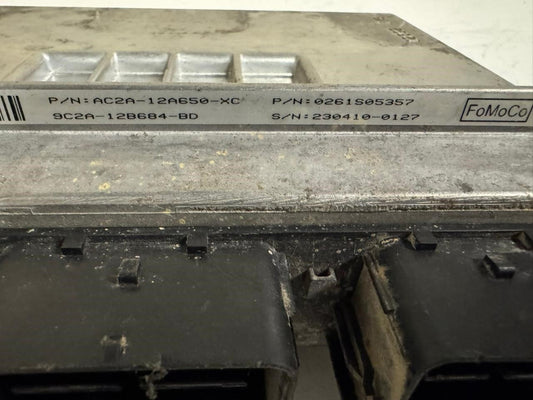 P/N:AC2A-12A650-XC P/N:0261S05357
9C2A-12B684-BD S/N:230410-0127
FoMoCo